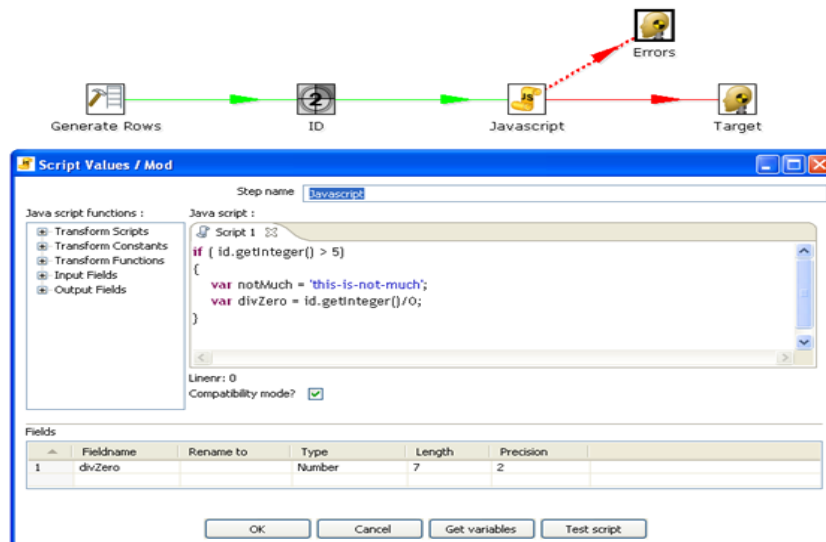 Errors
Generate Rows
ID
Javascript
Target
Script Values / Mod
Step name Javascript
Java script functions :
Java script :
Transform Scripts
Transform Constants
Transform Functions
Input Fields
Output Fields
Script 1
if ( id.getInteger() > 5)
{
var notMuch = 'this-is-not-much';
var divZero = id.getInteger()/0;
}
Linenr: 0
Compatibility mode?
Fields
Fieldname Rename to Type Length Precision
1 divZero Number 7 2
OK Cancel Get variables Test script